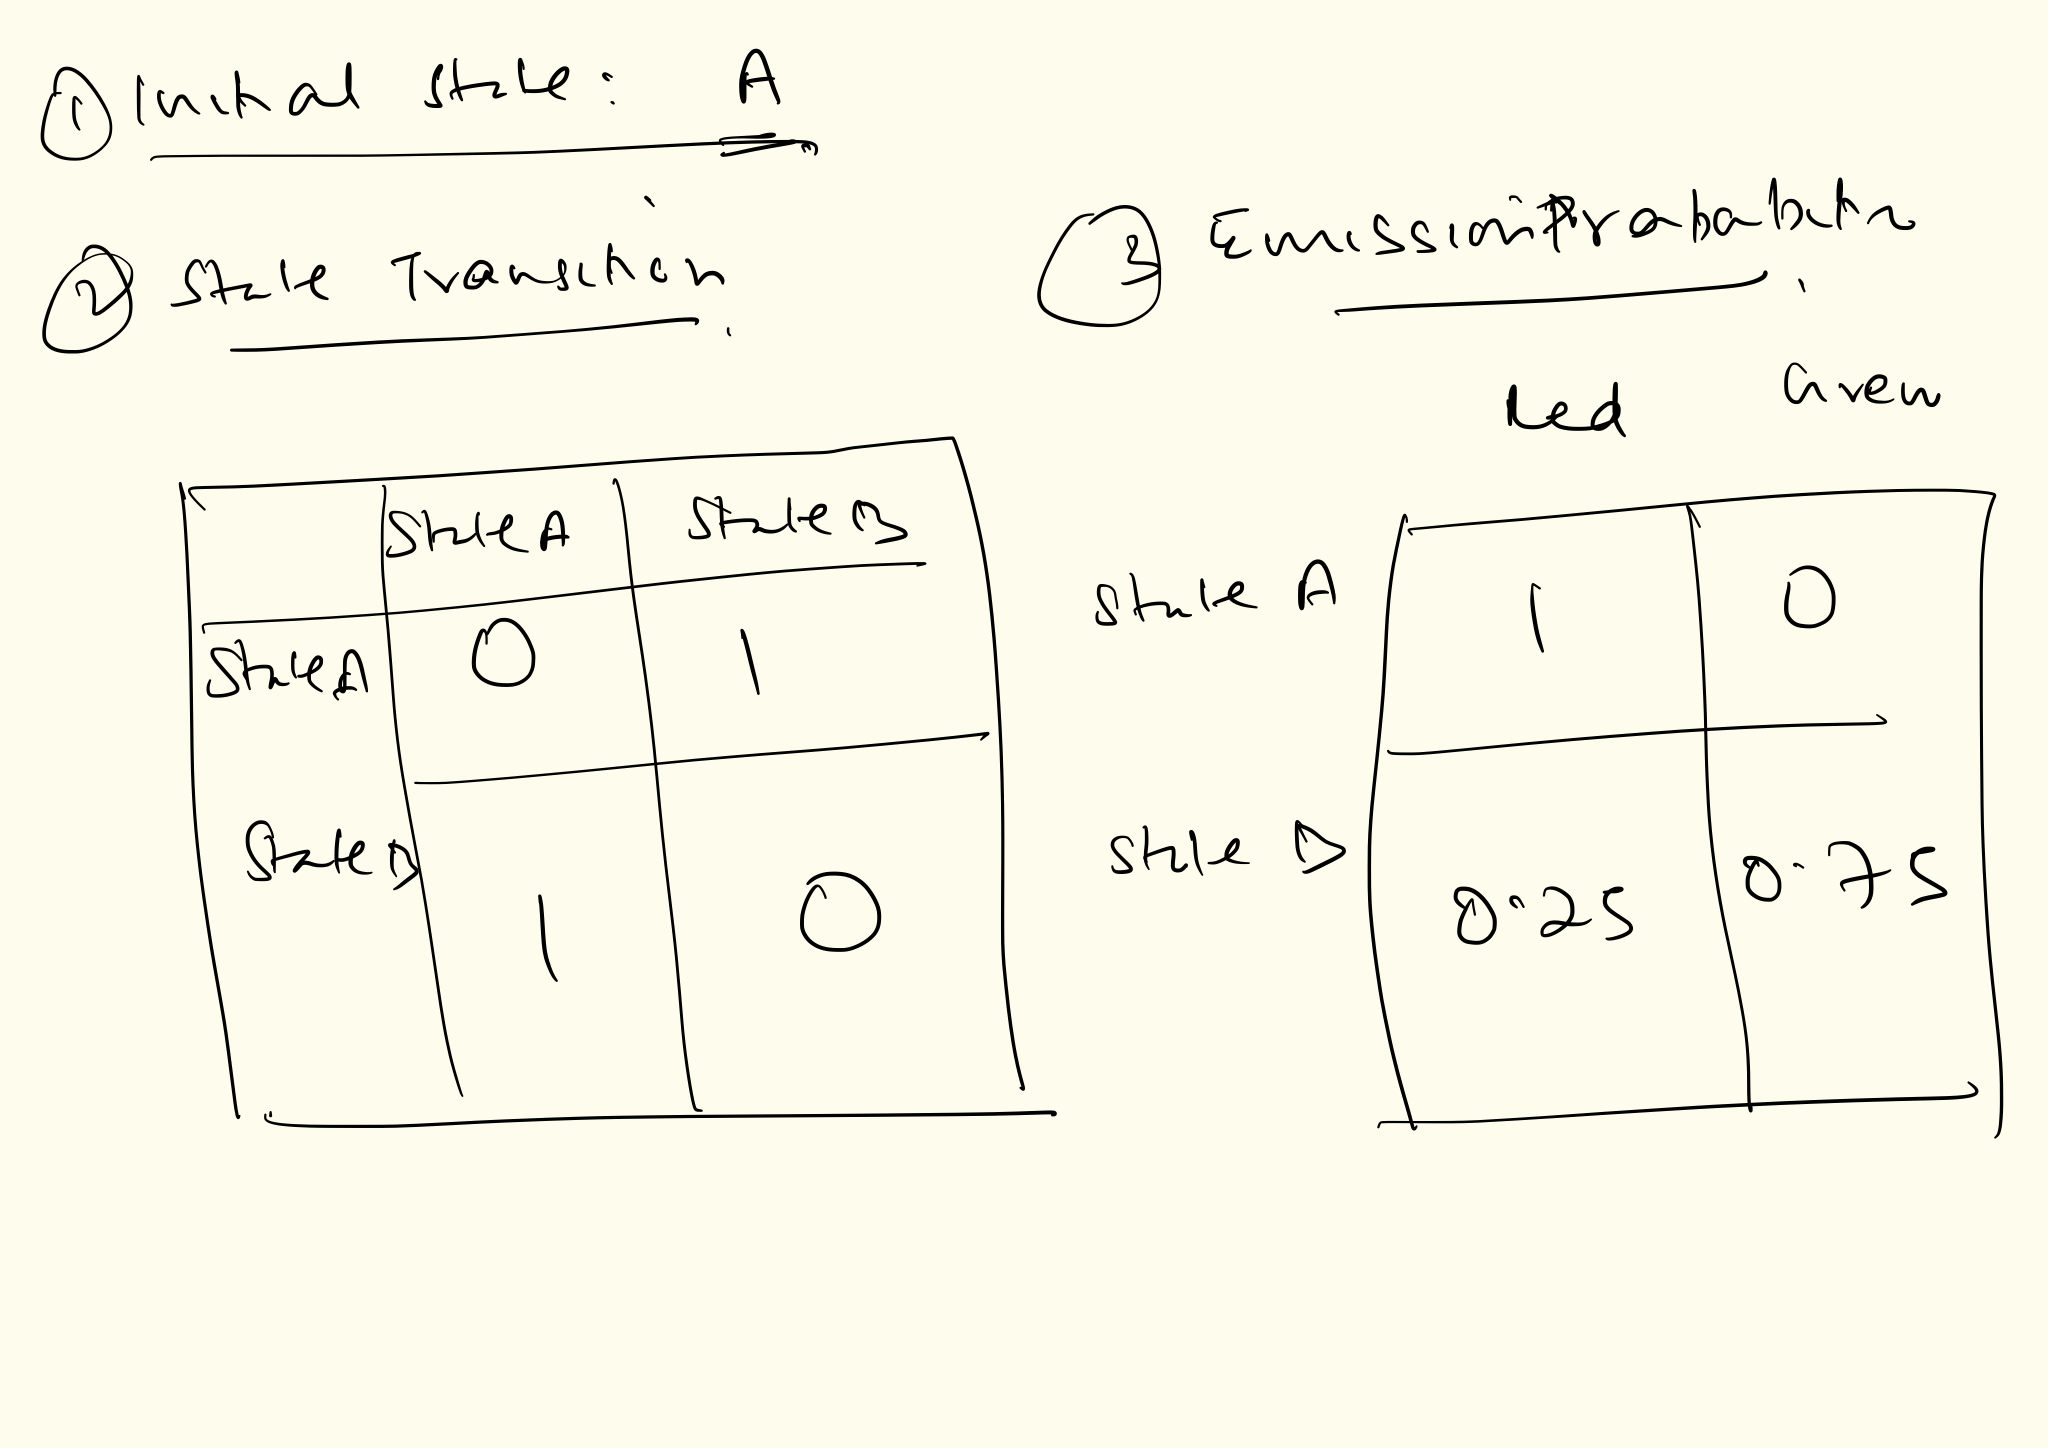 ① Initial state: A
② State Transition
③ Emission Probabilities
Red Green
State A State B
State A 0 1
State B 1 0
State A 1 0
State B 0.25 0.75